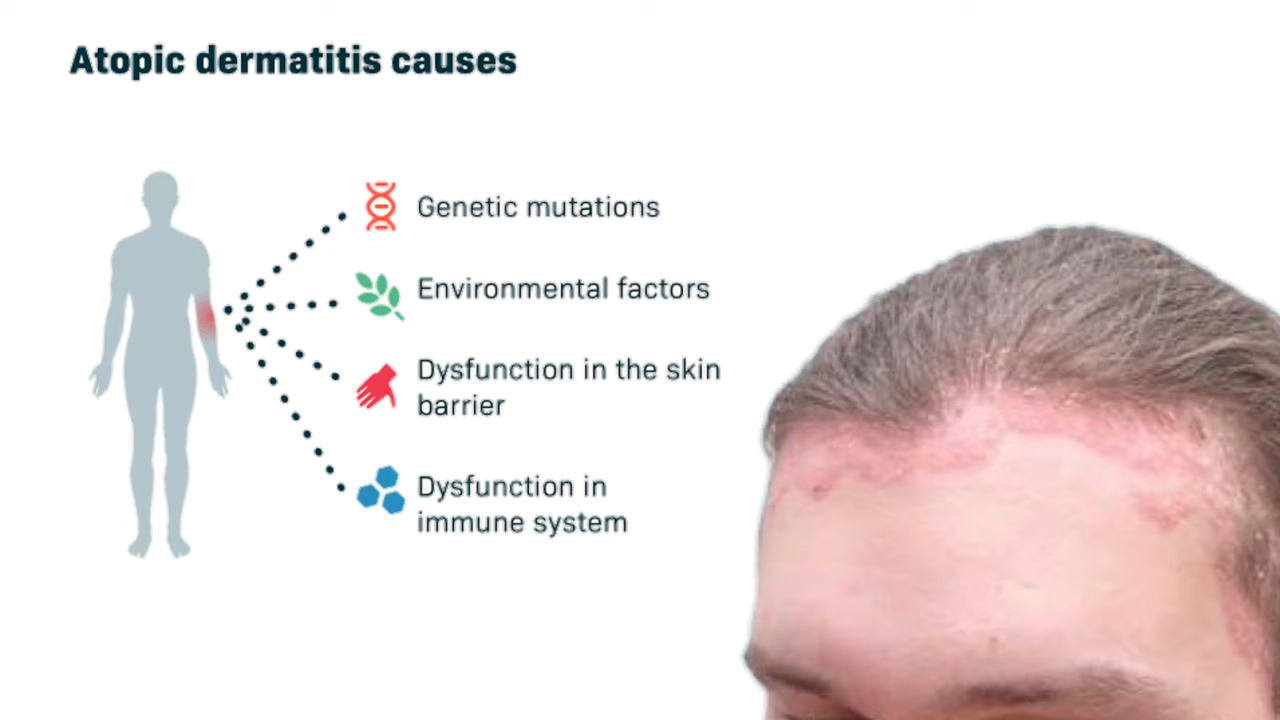 Atopic dermatitis causes
Genetic mutations
Environmental factors
Dysfunction in the skin
barrier
Dysfunction in
immune system